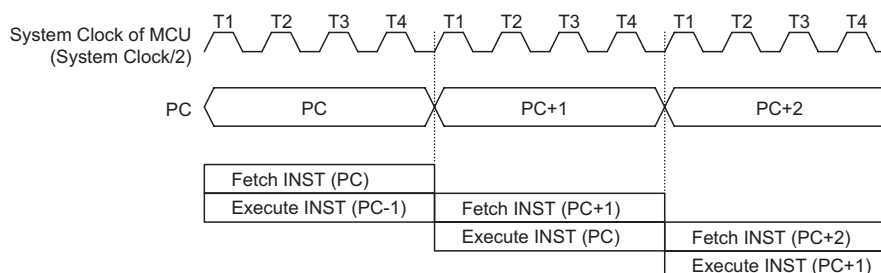 T1 T2 T3 T4 T1 T2 T3 T4 T1 T2 T3 T4
System Clock of MCU
(System Clock/2)
PC PC PC+1 PC+2
Fetch INST (PC)
Execute INST (PC-1) Fetch INST (PC+1)
Execute INST (PC) Fetch INST (PC+2)
Execute INST (PC+1)